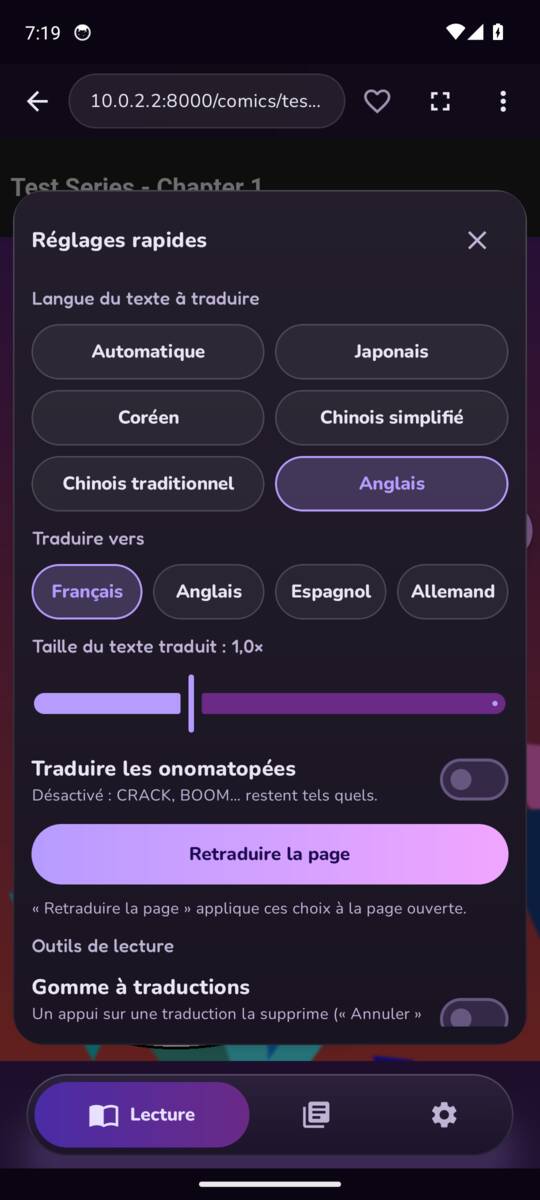 7:19
10.0.2.2:8000/comics/tes...
Test Series - Chapter 1
Réglages rapides
Langue du texte à traduire
Automatique
Japonais
Coréen
Chinois simplifié
Chinois traditionnel
Anglais
Traduire vers
Français
Anglais
Espagnol
Allemand
Taille du texte traduit : 1,0×
Traduire les onomatopées
Désactivé : CRACK, BOOM… restent tels quels.
Retraduire la page
« Retraduire la page » applique ces choix à la page ouverte.
Outils de lecture
Gomme à traductions
Un appui sur une traduction la supprime (« Annuler »
Lecture